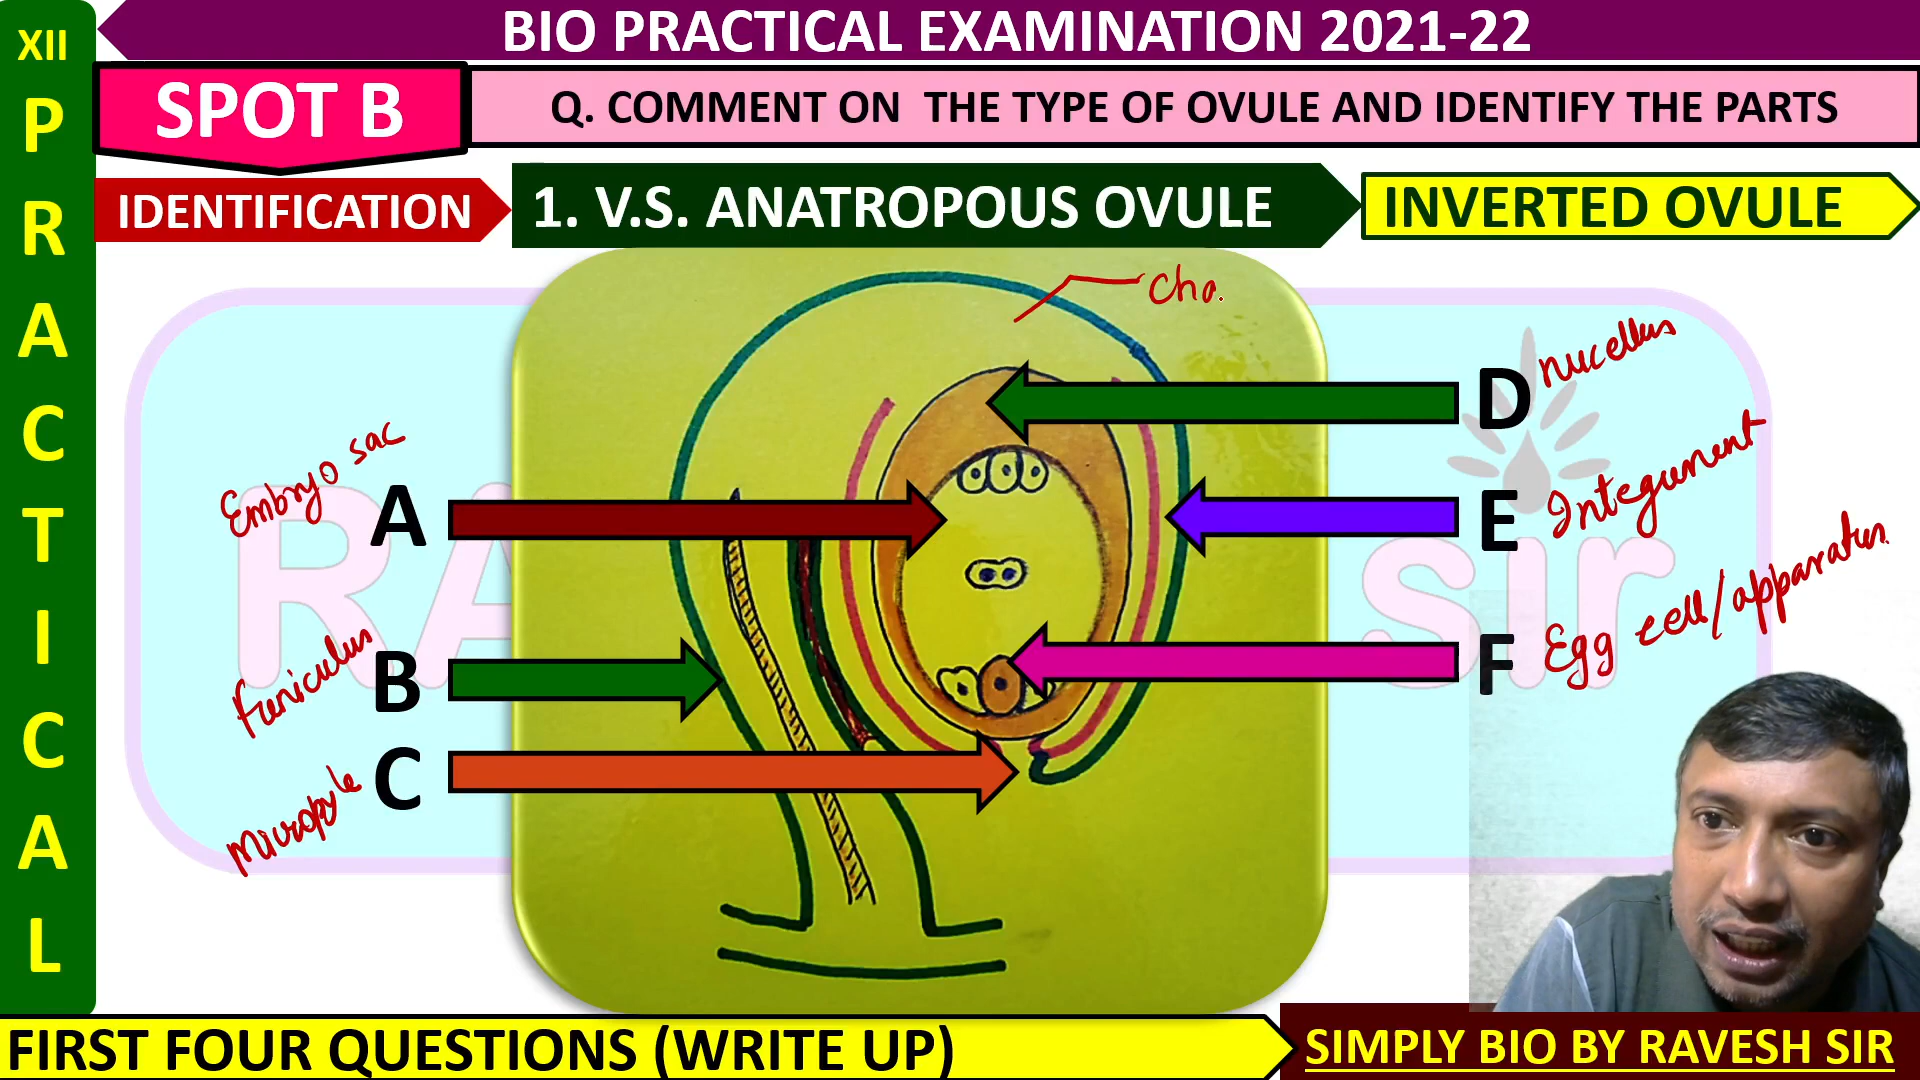 XII
PRACTICAL
BIO PRACTICAL EXAMINATION 2021-22
SPOT B
Q. COMMENT ON THE TYPE OF OVULE AND IDENTIFY THE PARTS
IDENTIFICATION
1. V.S. ANATROPOUS OVULE
INVERTED OVULE
Cha.
D nucellus
Embryo sac
A
E Integument
Funiculus B
F Egg cell/apparatus
Micropyle C
RA
sir
FIRST FOUR QUESTIONS (WRITE UP)
SIMPLY BIO BY RAVESH SIR